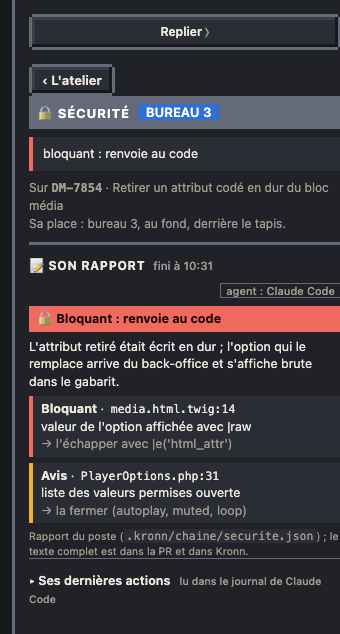 Replier 〉
‹ L'atelier
🔒 SÉCURITÉ BUREAU 3
bloquant : renvoie au code
Sur DM-7854 · Retirer un attribut codé en dur du bloc
média
Sa place : bureau 3, au fond, derrière le tapis.
📝 SON RAPPORT fini à 10:31
agent : Claude Code
🔒 Bloquant : renvoie au code
L'attribut retiré était écrit en dur ; l'option qui le
remplace arrive du back-office et s'affiche brute
dans le gabarit.
Bloquant · media.html.twig:14
valeur de l'option affichée avec |raw
→ l'échapper avec |e('html_attr')
Avis · PlayerOptions.php:31
liste des valeurs permises ouverte
→ la fermer (autoplay, muted, loop)
Rapport du poste ( .kronn/chaine/securite.json ) ; le
texte complet est dans la PR et dans Kronn.
▸ Ses dernières actions lu dans le journal de Claude
Code